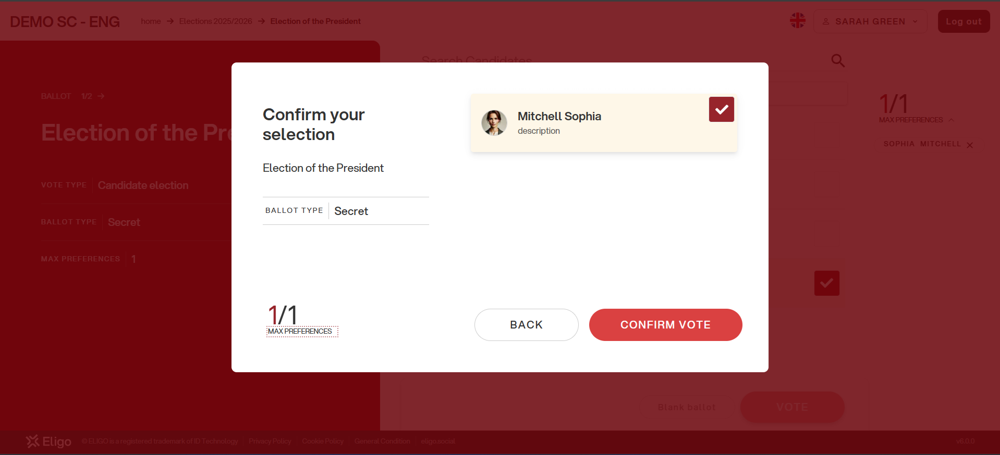 DEMO SC - ENG
home → Elections 2025/2026 → Election of the President
SARAH GREEN
Log out
Search Candidates
BALLOT 1/2 →
Election of the Pre
VOTE TYPE Candidate election
BALLOT TYPE Secret
MAX PREFERENCES 1
Confirm your
selection
Election of the President
BALLOT TYPE Secret
1/1
MAX PREFERENCES
Mitchell Sophia
description
BACK
CONFIRM VOTE
1/1
MAX PREFERENCES
SOPHIA MITCHELL
Blank ballot
VOTE
Eligo
© ELIGO is a registered trademark of ID Technology
Privacy Policy
Cookie Policy
General Condition
eligo.social
v6.0.0